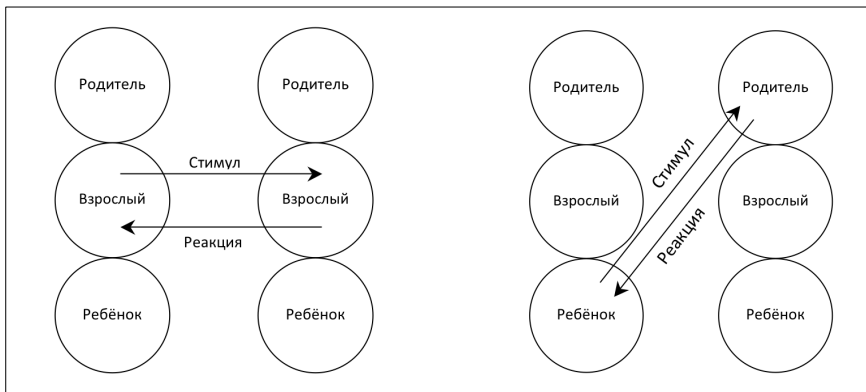 Родитель
Родитель
Взрослый
Стимул
Взрослый
Реакция
Ребёнок
Ребёнок
Родитель
Родитель
Стимул
Взрослый
Взрослый
Реакция
Ребёнок
Ребёнок